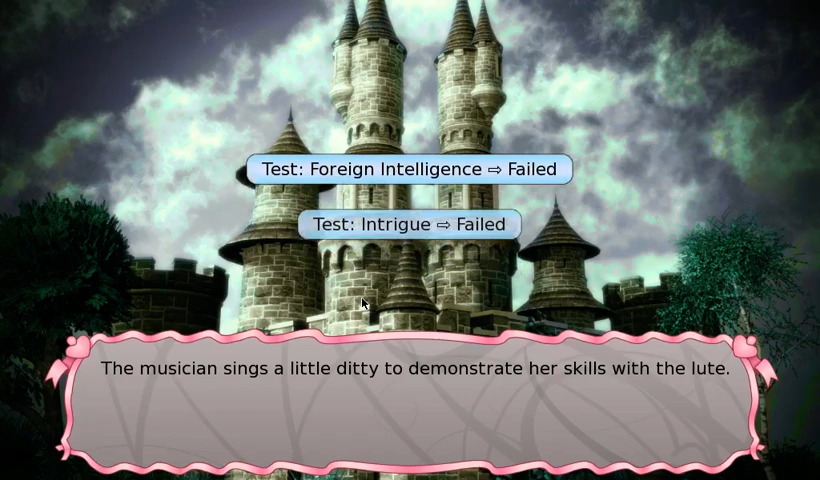 Test: Foreign Intelligence ⇨ Failed
Test: Intrigue ⇨ Failed
The musician sings a little ditty to demonstrate her skills with the lute.